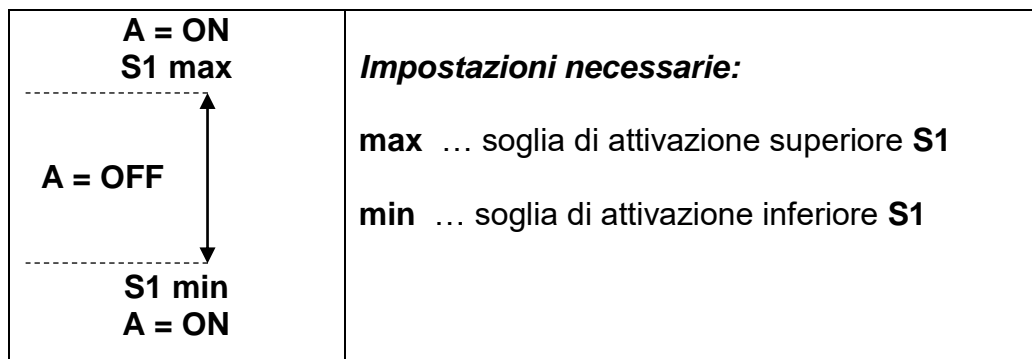 A = ON
S1 max
A = OFF
S1 min
A = ON
Impostazioni necessarie:
max … soglia di attivazione superiore S1
min … soglia di attivazione inferiore S1